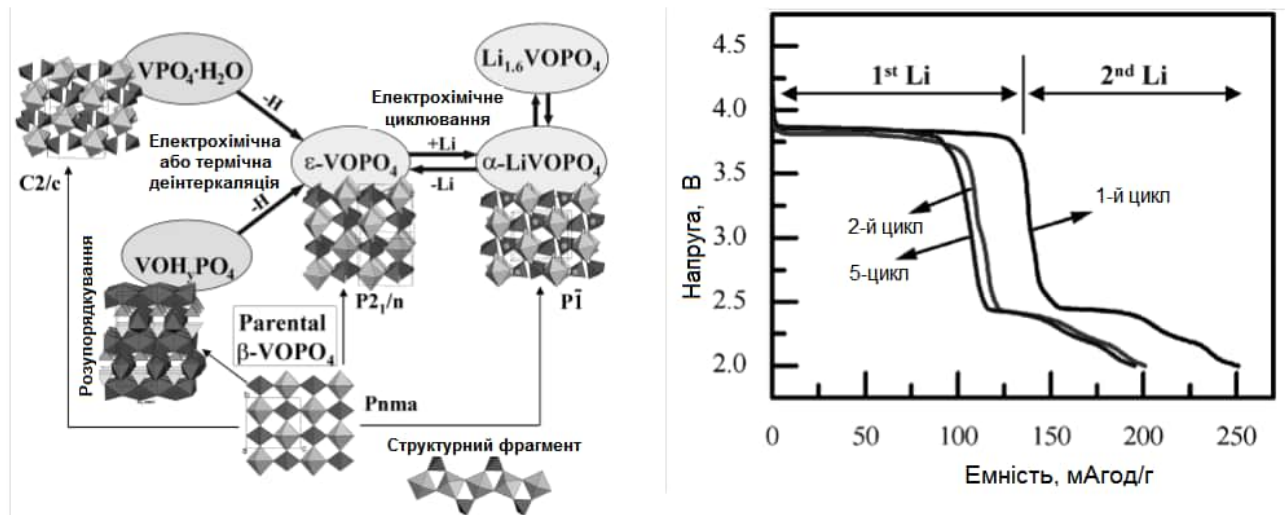 VPO₄·H₂O
Li₁.₆VOPO₄
-H
Електрохімічне
циклювання
Електрохімічна
або термічна
деінтеркаляція
ε-VOPO₄
+Li
-Li
α-LiVOPO₄
C2/c
-H
Розупорядкування
VOHᵧPO₄
P2₁/n
P1̄
Parental
β-VOPO₄
Pnma
Структурний фрагмент
Напруга, В
4.5
4.0
3.5
3.0
2.5
2.0
1ˢᵗ Li
2ⁿᵈ Li
1-й цикл
2-й цикл
5-цикл
0
50
100
150
200
250
Емність, мАгод/г